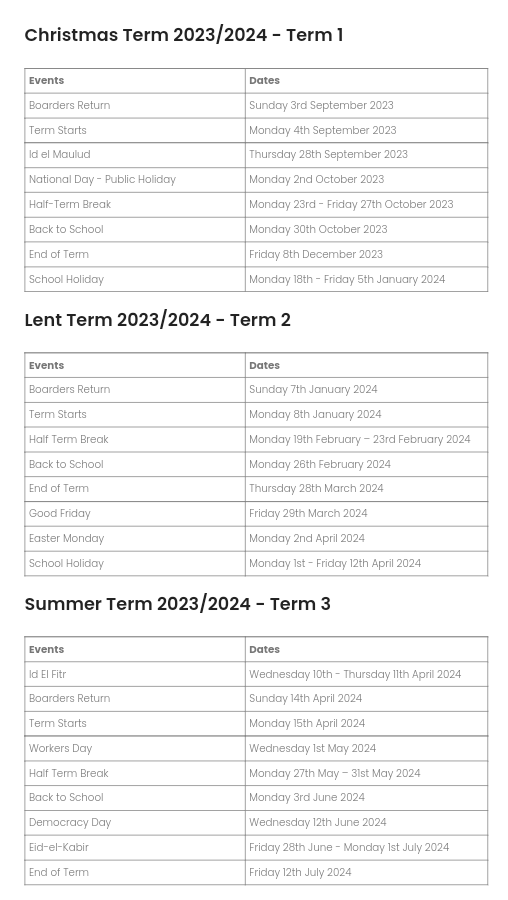 Christmas Term 2023/2024 - Term 1
Events Dates
Boarders Return Sunday 3rd September 2023
Term Starts Monday 4th September 2023
Id el Maulud Thursday 28th September 2023
National Day - Public Holiday Monday 2nd October 2023
Half-Term Break Monday 23rd - Friday 27th October 2023
Back to School Monday 30th October 2023
End of Term Friday 8th December 2023
School Holiday Monday 18th - Friday 5th January 2024
Lent Term 2023/2024 - Term 2
Events Dates
Boarders Return Sunday 7th January 2024
Term Starts Monday 8th January 2024
Half Term Break Monday 19th February – 23rd February 2024
Back to School Monday 26th February 2024
End of Term Thursday 28th March 2024
Good Friday Friday 29th March 2024
Easter Monday Monday 2nd April 2024
School Holiday Monday 1st - Friday 12th April 2024
Summer Term 2023/2024 - Term 3
Events Dates
Id El Fitr Wednesday 10th - Thursday 11th April 2024
Boarders Return Sunday 14th April 2024
Term Starts Monday 15th April 2024
Workers Day Wednesday 1st May 2024
Half Term Break Monday 27th May – 31st May 2024
Back to School Monday 3rd June 2024
Democracy Day Wednesday 12th June 2024
Eid-el-Kabir Friday 28th June - Monday 1st July 2024
End of Term Friday 12th July 2024